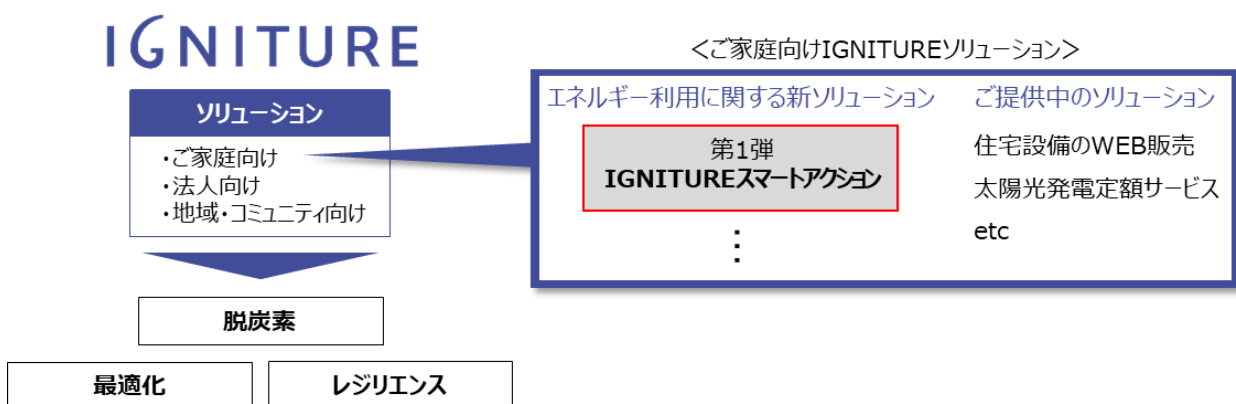 IGNITURE
ソリューション
・ご家庭向け
・法人向け
・地域・コミュニティ向け
脱炭素
最適化
レジリエンス
＜ご家庭向けIGNITUREソリューション＞
エネルギー利用に関する新ソリューション
第1弾
IGNITUREスマートアクション
⋮
ご提供中のソリューション
住宅設備のWEB販売
太陽光発電定額サービス
etc